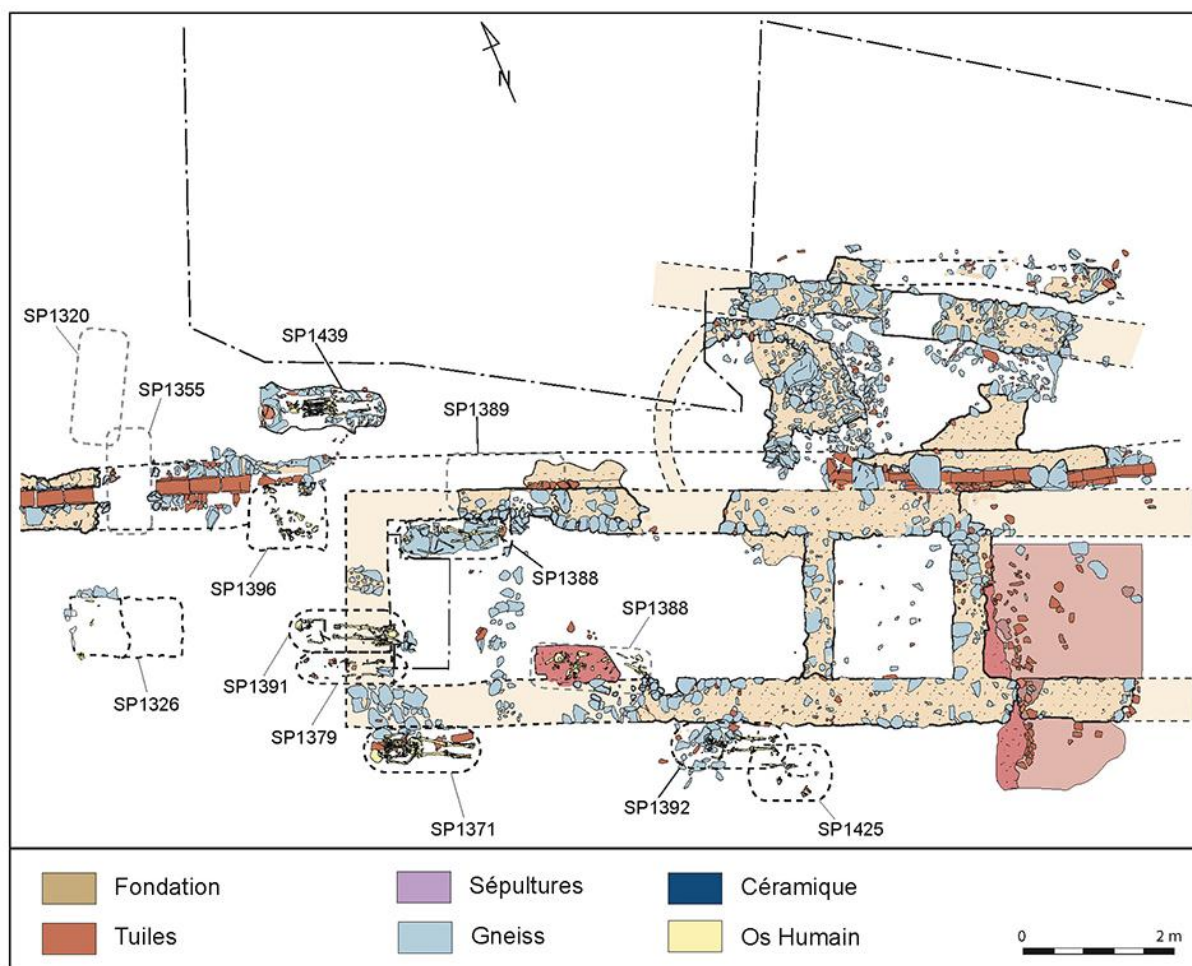 N
SP1320
SP1439
SP1355
SP1389
SP1396
SP1388
SP1388
SP1391
SP1326
SP1379
SP1392
SP1371
SP1425
Fondation
Sépultures
Céramique
Tuiles
Gneiss
Os Humain
0
2 m